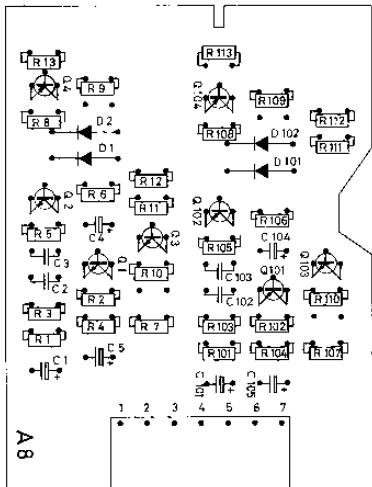 R113
R13
Q4
R9
Q104
R109
R8
D2
R108
D102
R112
R111
D1
D101
R12
R6
R11
Q2
Q102
R106
R5
C4
Q3
R105
C104
C3
Q1
R10
C103
Q101
Q103
C2
R2
C102
R110
R3
R4
R7
R103
R102
R1
R101
R104
R107
C1
C5
C101
C105
1 2 3 4 5 6 7
A8